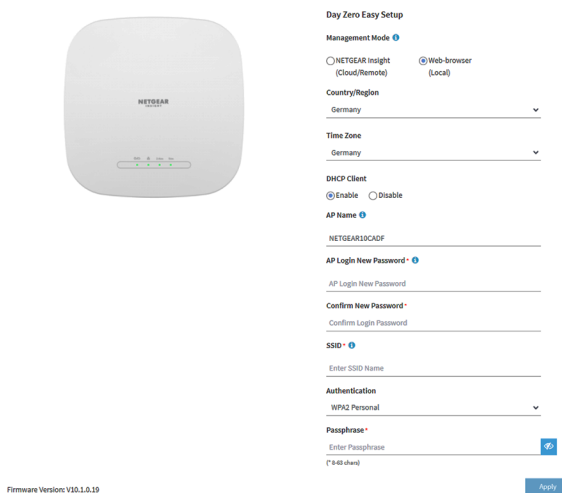 Day Zero Easy Setup
Management Mode
NETGEAR Insight
(Cloud/Remote)
Web-browser
(Local)
Country/Region
Germany
Time Zone
Germany
DHCP Client
Enable
Disable
AP Name
NETGEAR10CADF
AP Login New Password *
AP Login New Password
Confirm New Password *
Confirm Login Password
SSID *
Enter SSID Name
Authentication
WPA2 Personal
Passphrase *
Enter Passphrase
(* 8-63 chars)
Apply
NETGEAR
Firmware Version: V10.1.0.19